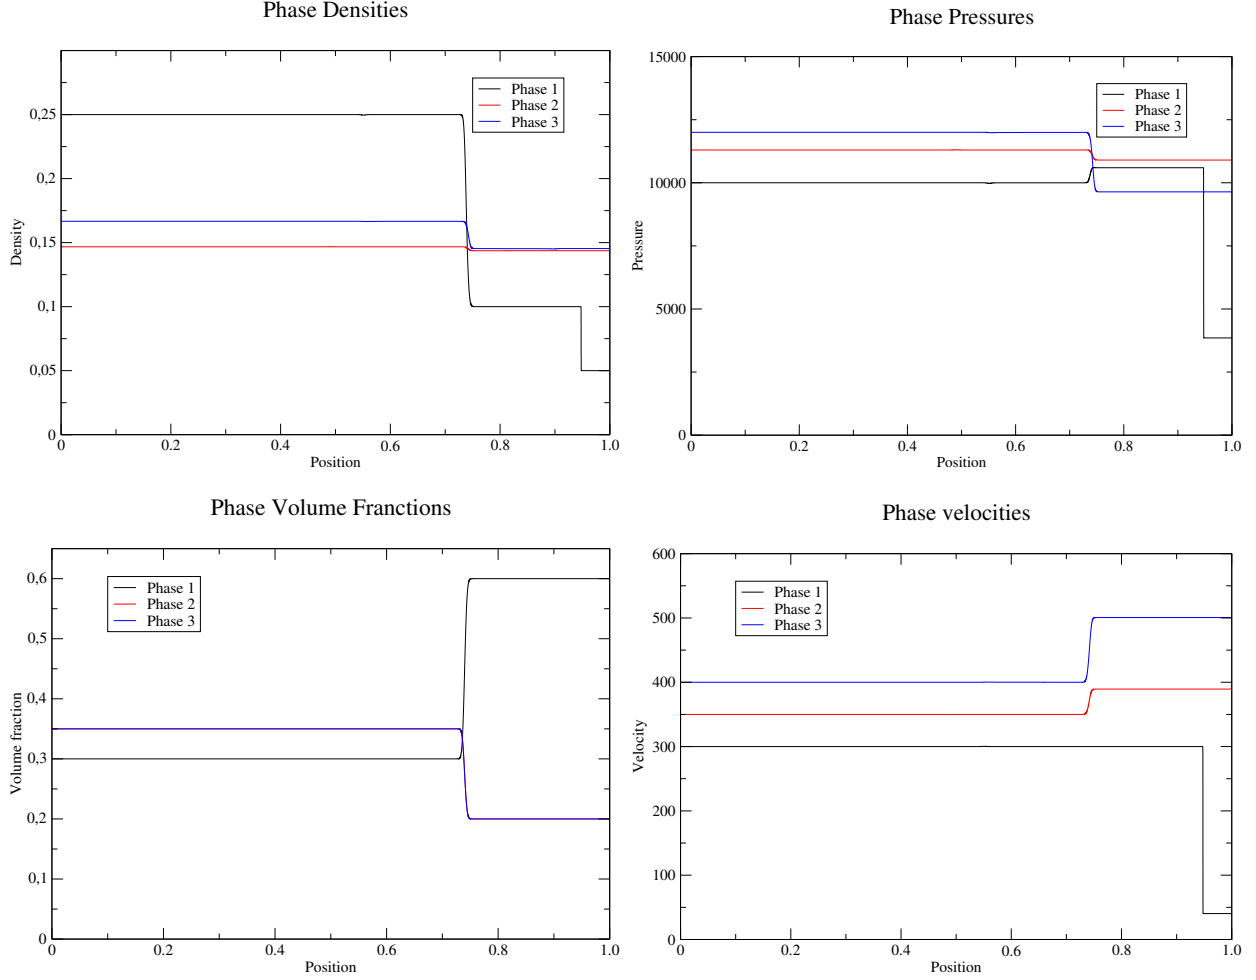 Phase Densities
Phase 1
Phase 2
Phase 3
0,25
0,2
0,15
0,1
0,05
0
Density
0 0.2 0.4 0.6 0.8 1.0
Position
Phase Pressures
Phase 1
Phase 2
Phase 3
15000
10000
5000
0
Pressure
0 0.2 0.4 0.6 0.8 1.0
Position
Phase Volume Franctions
Phase 1
Phase 2
Phase 3
0,6
0,5
0,4
0,3
0,2
0,1
0
Volume fraction
0 0.2 0.4 0.6 0.8 1.0
Position
Phase velocities
Phase 1
Phase 2
Phase 3
600
500
400
300
200
100
0
Velocity
0 0.2 0.4 0.6 0.8 1.0
Position